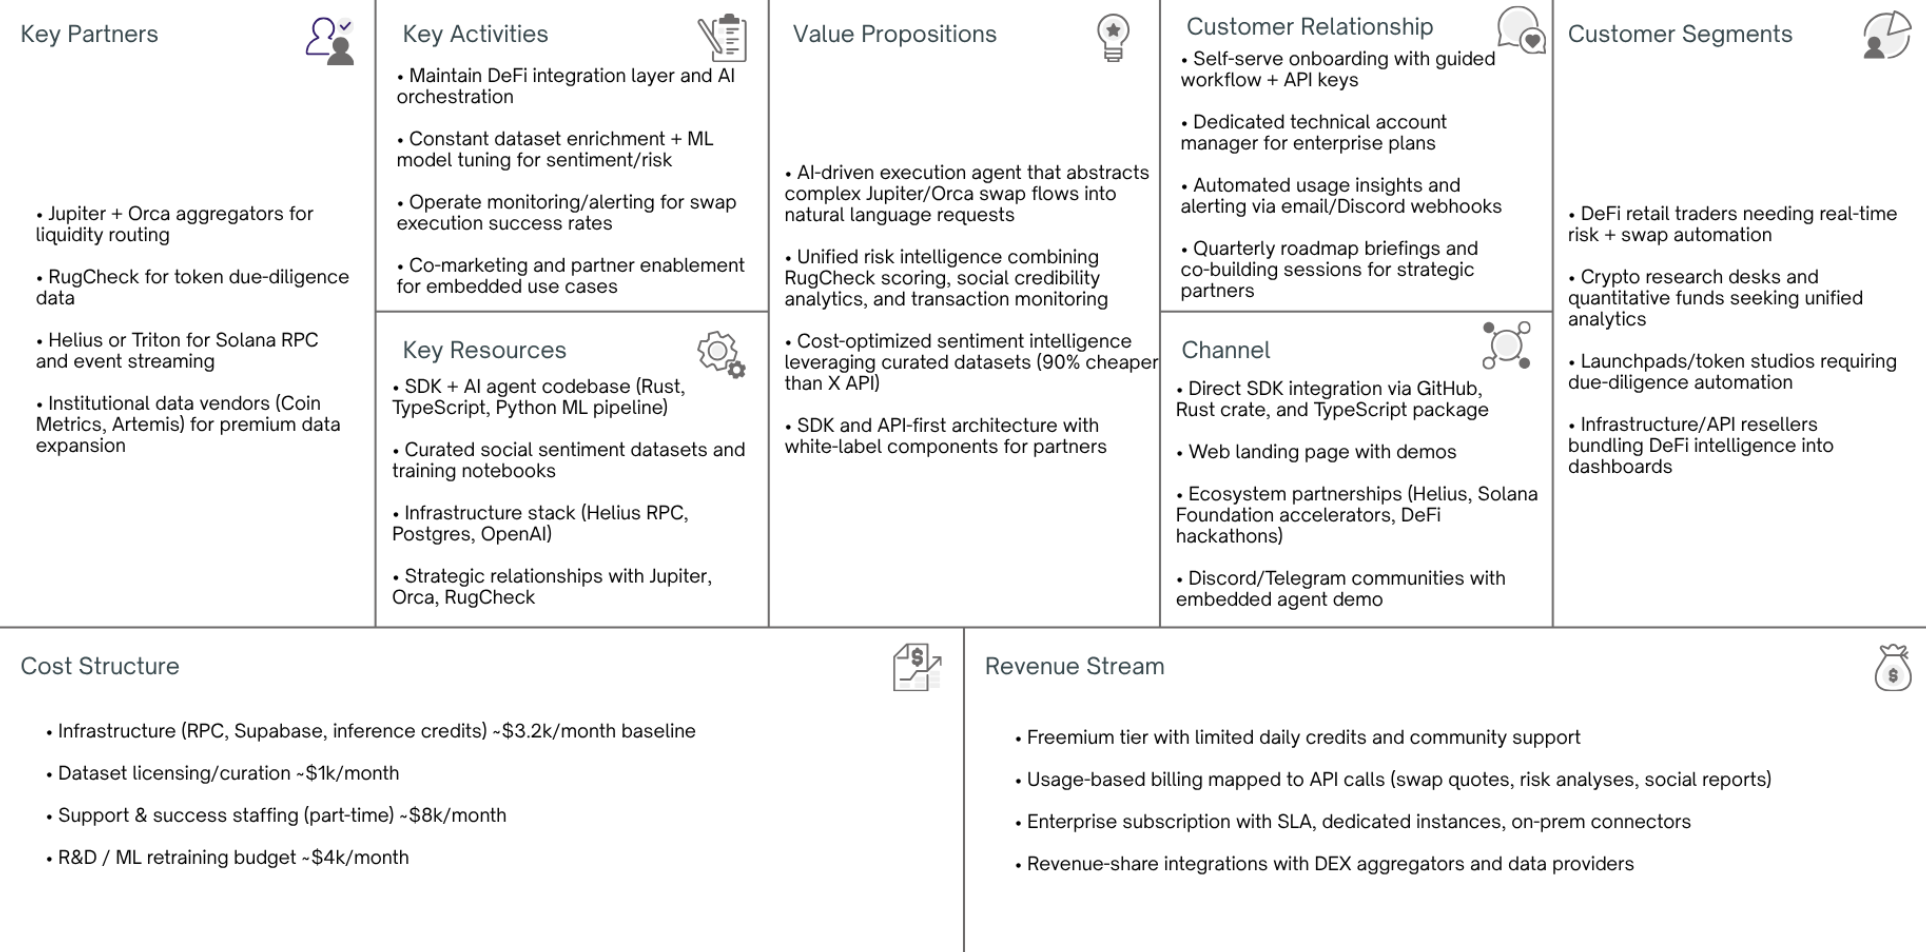 Key Partners
• Jupiter + Orca aggregators for
liquidity routing
• RugCheck for token due-diligence
data
• Helius or Triton for Solana RPC
and event streaming
• Institutional data vendors (Coin
Metrics, Artemis) for premium data
expansion
Key Activities
• Maintain DeFi integration layer and AI
orchestration
• Constant dataset enrichment + ML
model tuning for sentiment/risk
• Operate monitoring/alerting for swap
execution success rates
• Co-marketing and partner enablement
for embedded use cases
Key Resources
• SDK + AI agent codebase (Rust,
TypeScript, Python ML pipeline)
• Curated social sentiment datasets and
training notebooks
• Infrastructure stack (Helius RPC,
Postgres, OpenAI)
• Strategic relationships with Jupiter,
Orca, RugCheck
Value Propositions
• AI-driven execution agent that abstracts
complex Jupiter/Orca swap flows into
natural language requests
• Unified risk intelligence combining
RugCheck scoring, social credibility
analytics, and transaction monitoring
• Cost-optimized sentiment intelligence
leveraging curated datasets (90% cheaper
than X API)
• SDK and API-first architecture with
white-label components for partners
Customer Relationship
• Self-serve onboarding with guided
workflow + API keys
• Dedicated technical account
manager for enterprise plans
• Automated usage insights and
alerting via email/Discord webhooks
• Quarterly roadmap briefings and
co-building sessions for strategic
partners
Channel
• Direct SDK integration via GitHub,
Rust crate, and TypeScript package
• Web landing page with demos
• Ecosystem partnerships (Helius, Solana
Foundation accelerators, DeFi
hackathons)
• Discord/Telegram communities with
embedded agent demo
Customer Segments
• DeFi retail traders needing real-time
risk + swap automation
• Crypto research desks and
quantitative funds seeking unified
analytics
• Launchpads/token studios requiring
due-diligence automation
• Infrastructure/API resellers
bundling DeFi intelligence into
dashboards
Cost Structure
$
• Infrastructure (RPC, Supabase, inference credits) ~$3.2k/month baseline
• Dataset licensing/curation ~$1k/month
• Support & success staffing (part-time) ~$8k/month
• R&D / ML retraining budget ~$4k/month
Revenue Stream
$
• Freemium tier with limited daily credits and community support
• Usage-based billing mapped to API calls (swap quotes, risk analyses, social reports)
• Enterprise subscription with SLA, dedicated instances, on-prem connectors
• Revenue-share integrations with DEX aggregators and data providers